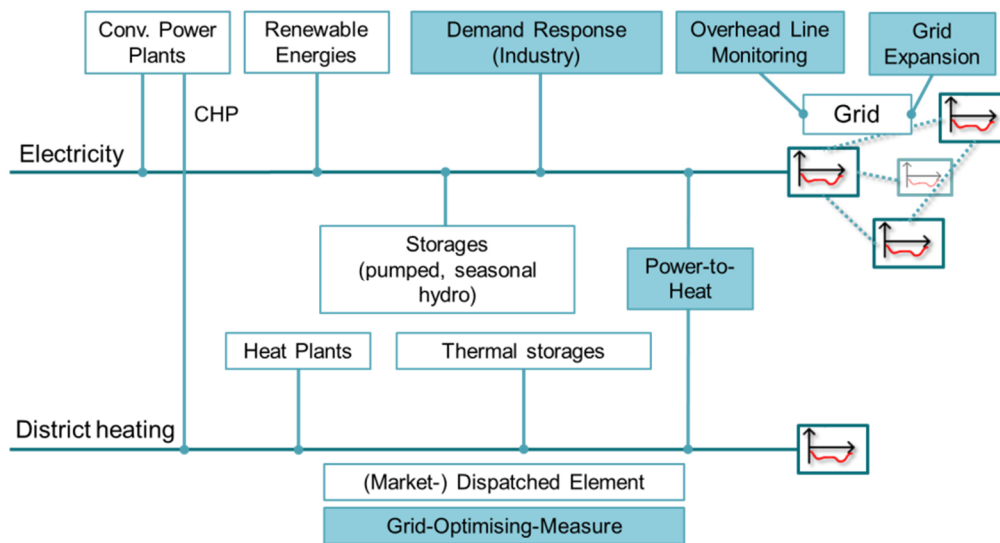 Conv. Power
Plants
Renewable
Energies
Demand Response
(Industry)
Overhead Line
Monitoring
Grid
Expansion
CHP
Grid
Electricity
Storages
(pumped, seasonal
hydro)
Power-to-
Heat
Heat Plants
Thermal storages
District heating
(Market-) Dispatched Element
Grid-Optimising-Measure